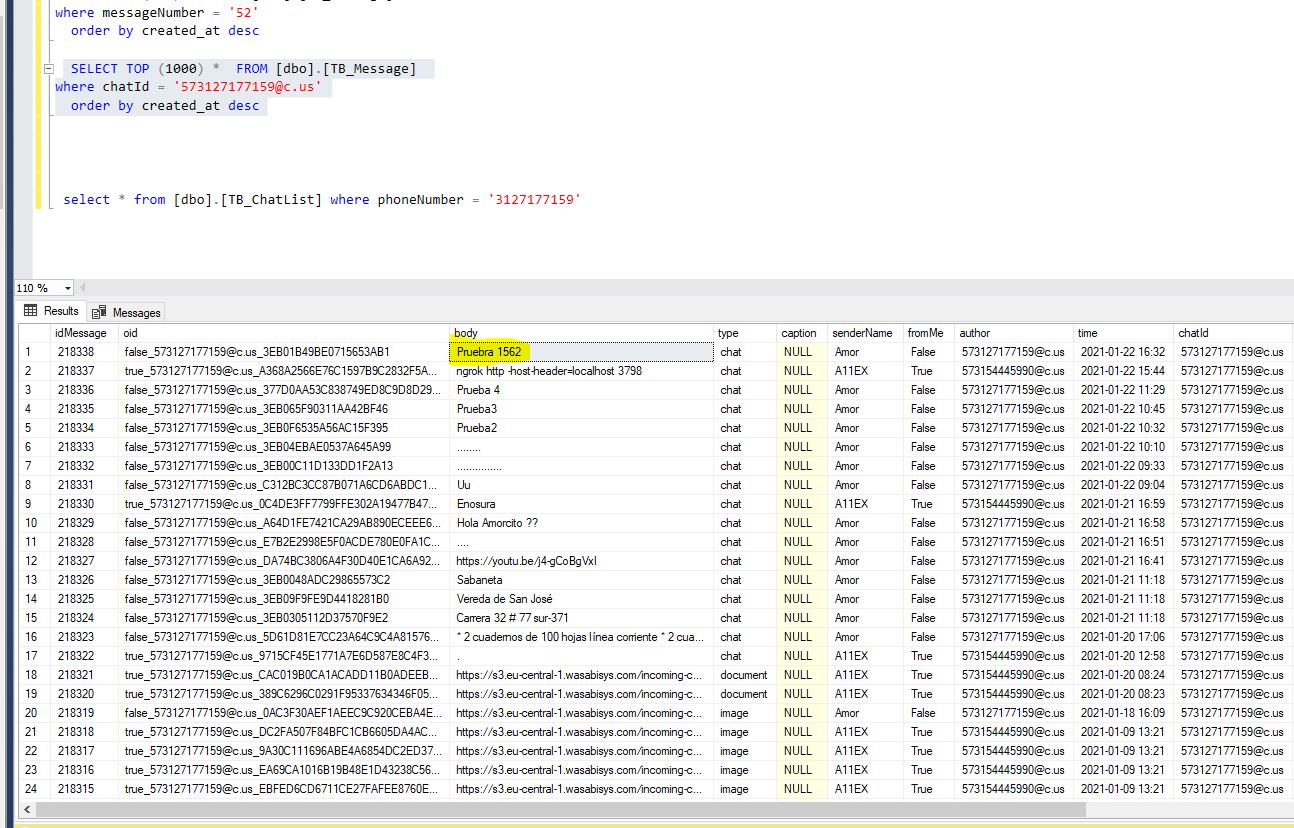 where messageNumber = '52'
order by created_at desc
SELECT TOP (1000) * FROM [dbo].[TB_Message]
where chatId = '573127177159@c.us'
order by created_at desc
select * from [dbo].[TB_ChatList] where phoneNumber = '3127177159'
110 %
Results Messages
idMessage oid body type caption senderName fromMe author time chatId
1 218338 false_573127177159@c.us_3EB01B49BE0715653AB1 Pruebra 1562 chat NULL Amor False 573127177159@c.us 2021-01-22 16:32 573127177159@c.us
2 218337 true_573127177159@c.us_A368A2566E76C1597B9C2832F5A... ngrok http -host-header=localhost 3798 chat NULL A11EX True 573154445990@c.us 2021-01-22 15:44 573127177159@c.us
3 218336 false_573127177159@c.us_377D0AA53C838749ED8C9D8D29... Prueba 4 chat NULL Amor False 573127177159@c.us 2021-01-22 11:29 573127177159@c.us
4 218335 false_573127177159@c.us_3EB065F90311AA42BF46 Prueba3 chat NULL Amor False 573127177159@c.us 2021-01-22 10:45 573127177159@c.us
5 218334 false_573127177159@c.us_3EB0F6535A56AC15F395 Prueba2 chat NULL Amor False 573127177159@c.us 2021-01-22 10:32 573127177159@c.us
6 218333 false_573127177159@c.us_3EB04EBAE0537A645A99 ........ chat NULL Amor False 573127177159@c.us 2021-01-22 10:10 573127177159@c.us
7 218332 false_573127177159@c.us_3EB00C11D133DD1F2A13 ............... chat NULL Amor False 573127177159@c.us 2021-01-22 09:33 573127177159@c.us
8 218331 false_573127177159@c.us_C312BC3CC87B071A6CD6ABDC1... Uu chat NULL Amor False 573127177159@c.us 2021-01-22 09:04 573127177159@c.us
9 218330 true_573127177159@c.us_0C4DE3FF7799FFE302A19477B47... Enosura chat NULL A11EX True 573154445990@c.us 2021-01-21 16:59 573127177159@c.us
10 218329 false_573127177159@c.us_A64D1FE7421CA29AB890ECEEE6... Hola Amorcito ?? chat NULL Amor False 573127177159@c.us 2021-01-21 16:58 573127177159@c.us
11 218328 false_573127177159@c.us_E7B2E2998E5F0ACDE780E0FA1C... .... chat NULL Amor False 573127177159@c.us 2021-01-21 16:51 573127177159@c.us
12 218327 false_573127177159@c.us_DA74BC3806A4F30D40E1CA6A92... https://youtu.be/j4-gCoBgVxI chat NULL Amor False 573127177159@c.us 2021-01-21 16:41 573127177159@c.us
13 218326 false_573127177159@c.us_3EB0048ADC29865573C2 Sabaneta chat NULL Amor False 573127177159@c.us 2021-01-21 11:18 573127177159@c.us
14 218325 false_573127177159@c.us_3EB09F9FE9D4418281B0 Vereda de San José chat NULL Amor False 573127177159@c.us 2021-01-21 11:18 573127177159@c.us
15 218324 false_573127177159@c.us_3EB0305112D37570F9E2 Carrera 32 # 77 sur-371 chat NULL Amor False 573127177159@c.us 2021-01-21 11:18 573127177159@c.us
16 218323 false_573127177159@c.us_5D61D81E7CC23A64C9C4A81576... * 2 cuadernos de 100 hojas línea corriente * 2 cua... chat NULL Amor False 573127177159@c.us 2021-01-20 17:06 573127177159@c.us
17 218322 true_573127177159@c.us_9715CF45E1771A7E6D587E8C4F3... . chat NULL A11EX True 573154445990@c.us 2021-01-20 12:58 573127177159@c.us
18 218321 true_573127177159@c.us_CAC019B0CA1ACADD11B0ADEEB... https://s3.eu-central-1.wasabisys.com/incoming-c... document NULL A11EX True 573154445990@c.us 2021-01-20 08:24 573127177159@c.us
19 218320 true_573127177159@c.us_389C6296C0291F95337634346F05... https://s3.eu-central-1.wasabisys.com/incoming-c... document NULL A11EX True 573154445990@c.us 2021-01-20 08:23 573127177159@c.us
20 218319 false_573127177159@c.us_0AC3F30AEF1AEEC9C920CEBA4E... https://s3.eu-central-1.wasabisys.com/incoming-c... image NULL Amor False 573127177159@c.us 2021-01-18 16:09 573127177159@c.us
21 218318 true_573127177159@c.us_DC2FA507F84BFC1CB6605DA4AC... https://s3.eu-central-1.wasabisys.com/incoming-c... image NULL A11EX True 573154445990@c.us 2021-01-09 13:21 573127177159@c.us
22 218317 true_573127177159@c.us_9A30C111696ABE4A6854DC2ED37... https://s3.eu-central-1.wasabisys.com/incoming-c... image NULL A11EX True 573154445990@c.us 2021-01-09 13:21 573127177159@c.us
23 218316 true_573127177159@c.us_EA69CA1016B19B48E1D43238C56... https://s3.eu-central-1.wasabisys.com/incoming-c... image NULL A11EX True 573154445990@c.us 2021-01-09 13:21 573127177159@c.us
24 218315 true_573127177159@c.us_EBFED6CD6711CE27FAFEE8760E... https://s3.eu-central-1.wasabisys.com/incoming-c... image NULL A11EX True 573154445990@c.us 2021-01-09 13:21 573127177159@c.us